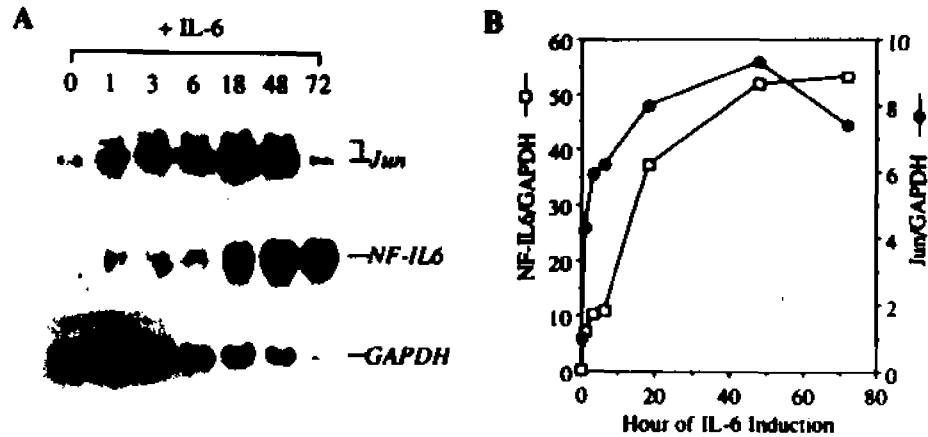 A
+ IL-6
0 1 3 6 18 48 72
Jun
NF-IL6
GAPDH
B
NF-IL6/GAPDH
60
50
40
30
20
10
0
10
8
6
4
2
0
Jun/GAPDH
0 20 40 60 80
Hour of IL-6 Induction